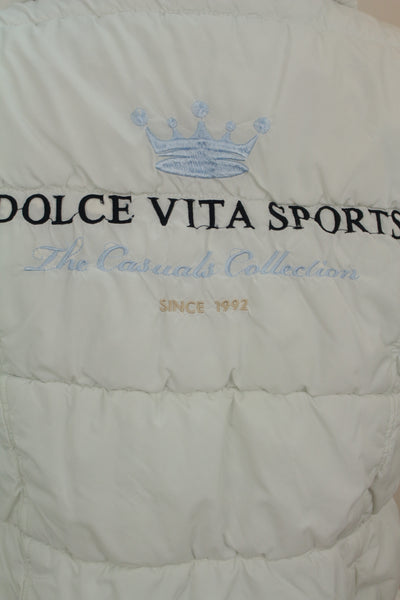 DOLCE VITA SPORTS
The Casuals Collection
SINCE 1992